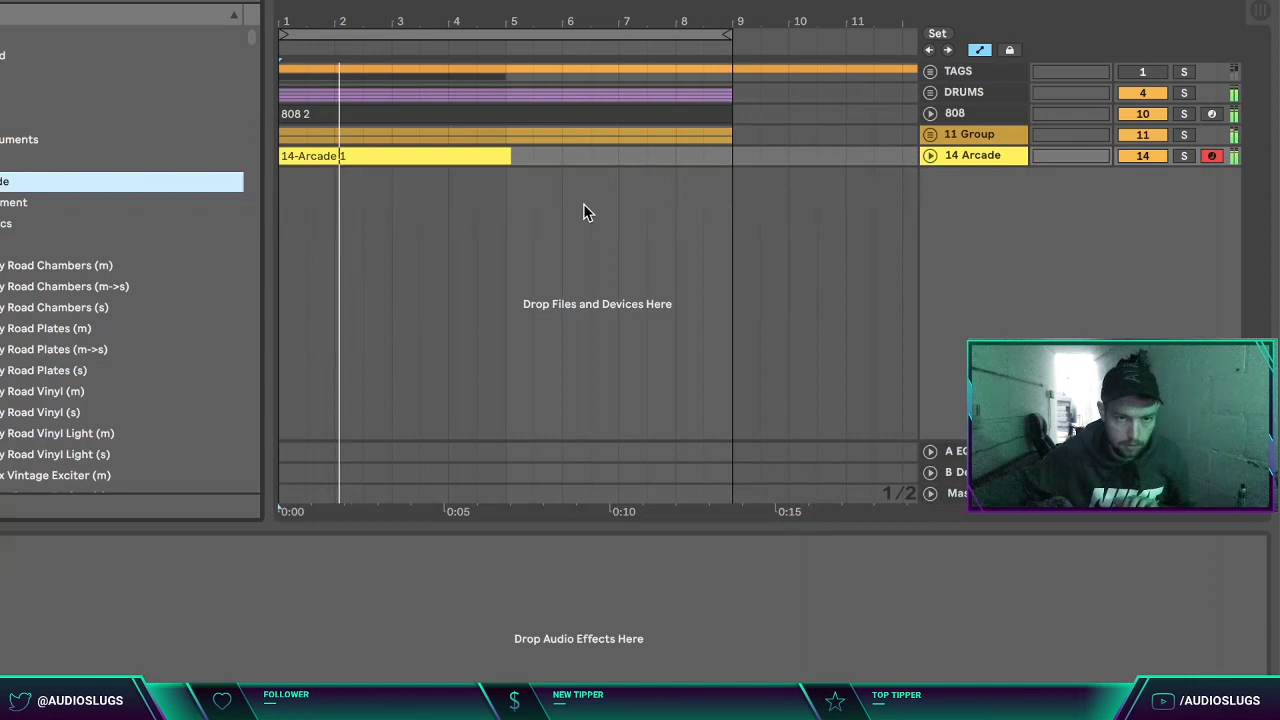 1 2 3 4 5 6 7 8 9 10 11
Set
TAGS 1 S
DRUMS 4 S
808 2
808 10 S
11 Group 11 S
14-Arcade 1
14 Arcade 14 S
uments
de
ment
cs
y Road Chambers (m)
y Road Chambers (m->s)
y Road Chambers (s)
y Road Plates (m)
y Road Plates (m->s)
y Road Plates (s)
y Road Vinyl (m)
y Road Vinyl (s)
y Road Vinyl Light (m)
y Road Vinyl Light (s)
x Vintage Exciter (m)
Drop Files and Devices Here
A
B
1/2
0:00 0:05 0:10 0:15
NIKE
Drop Audio Effects Here
@AUDIOSLUGS
FOLLOWER
NEW TIPPER
$
TOP TIPPER
/AUDIOSLUGS